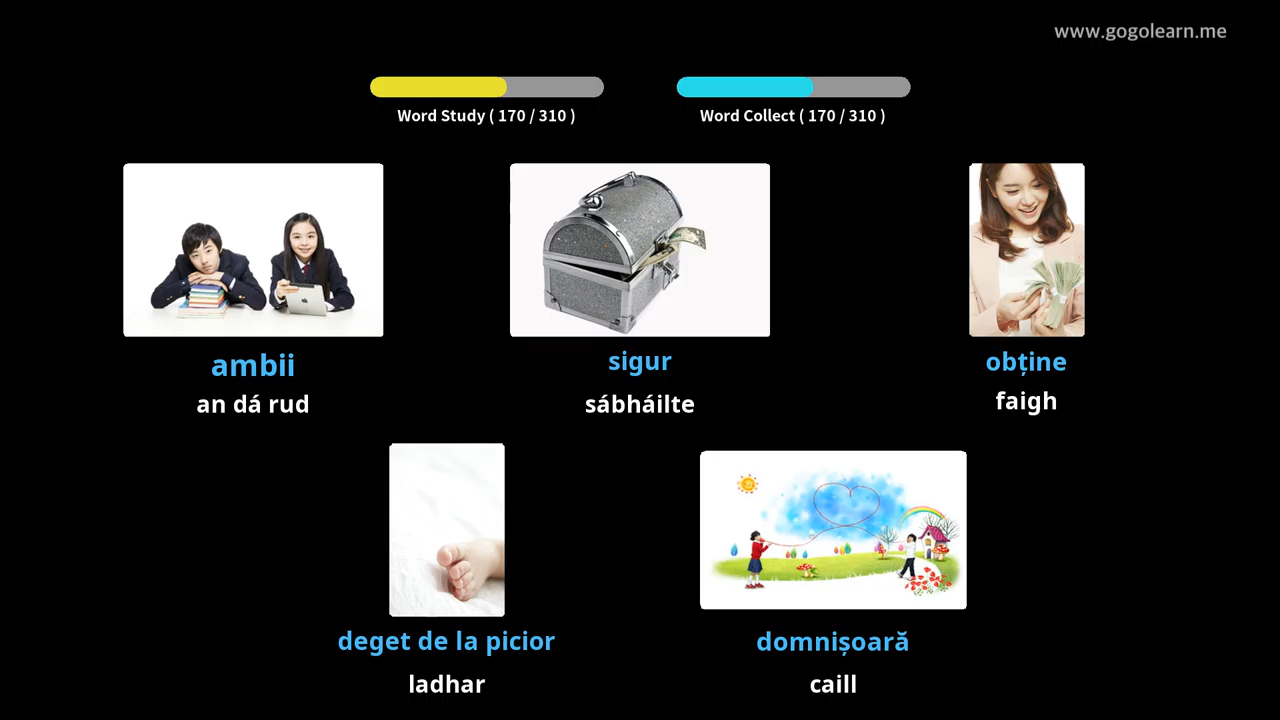 www.gogolearn.me
Word Study ( 170 / 310 )
Word Collect ( 170 / 310 )
ambii
an dá rud
sigur
sábháilte
obține
faigh
deget de la picior
ladhar
domnișoară
caill